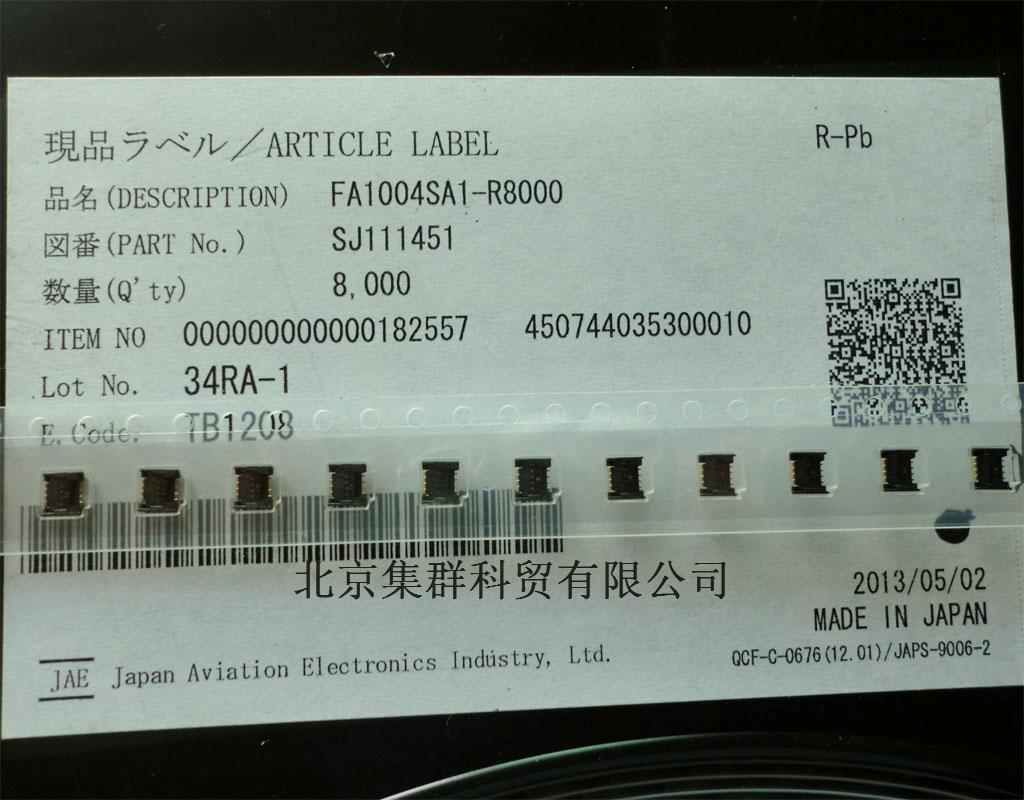 現品ラベル／ARTICLE LABEL
R-Pb
品名(DESCRIPTION) FA1004SA1-R8000
図番(PART No.) SJ111451
数量(Q'ty) 8,000
ITEM NO 000000000000182557 450744035300010
Lot No. 34RA-1
E.Code. TB1208
北京集群科贸有限公司
2013/05/02
MADE IN JAPAN
QCF-C-0676(12.01)/JAPS-9006-2
JAE Japan Aviation Electronics Industry, Ltd.